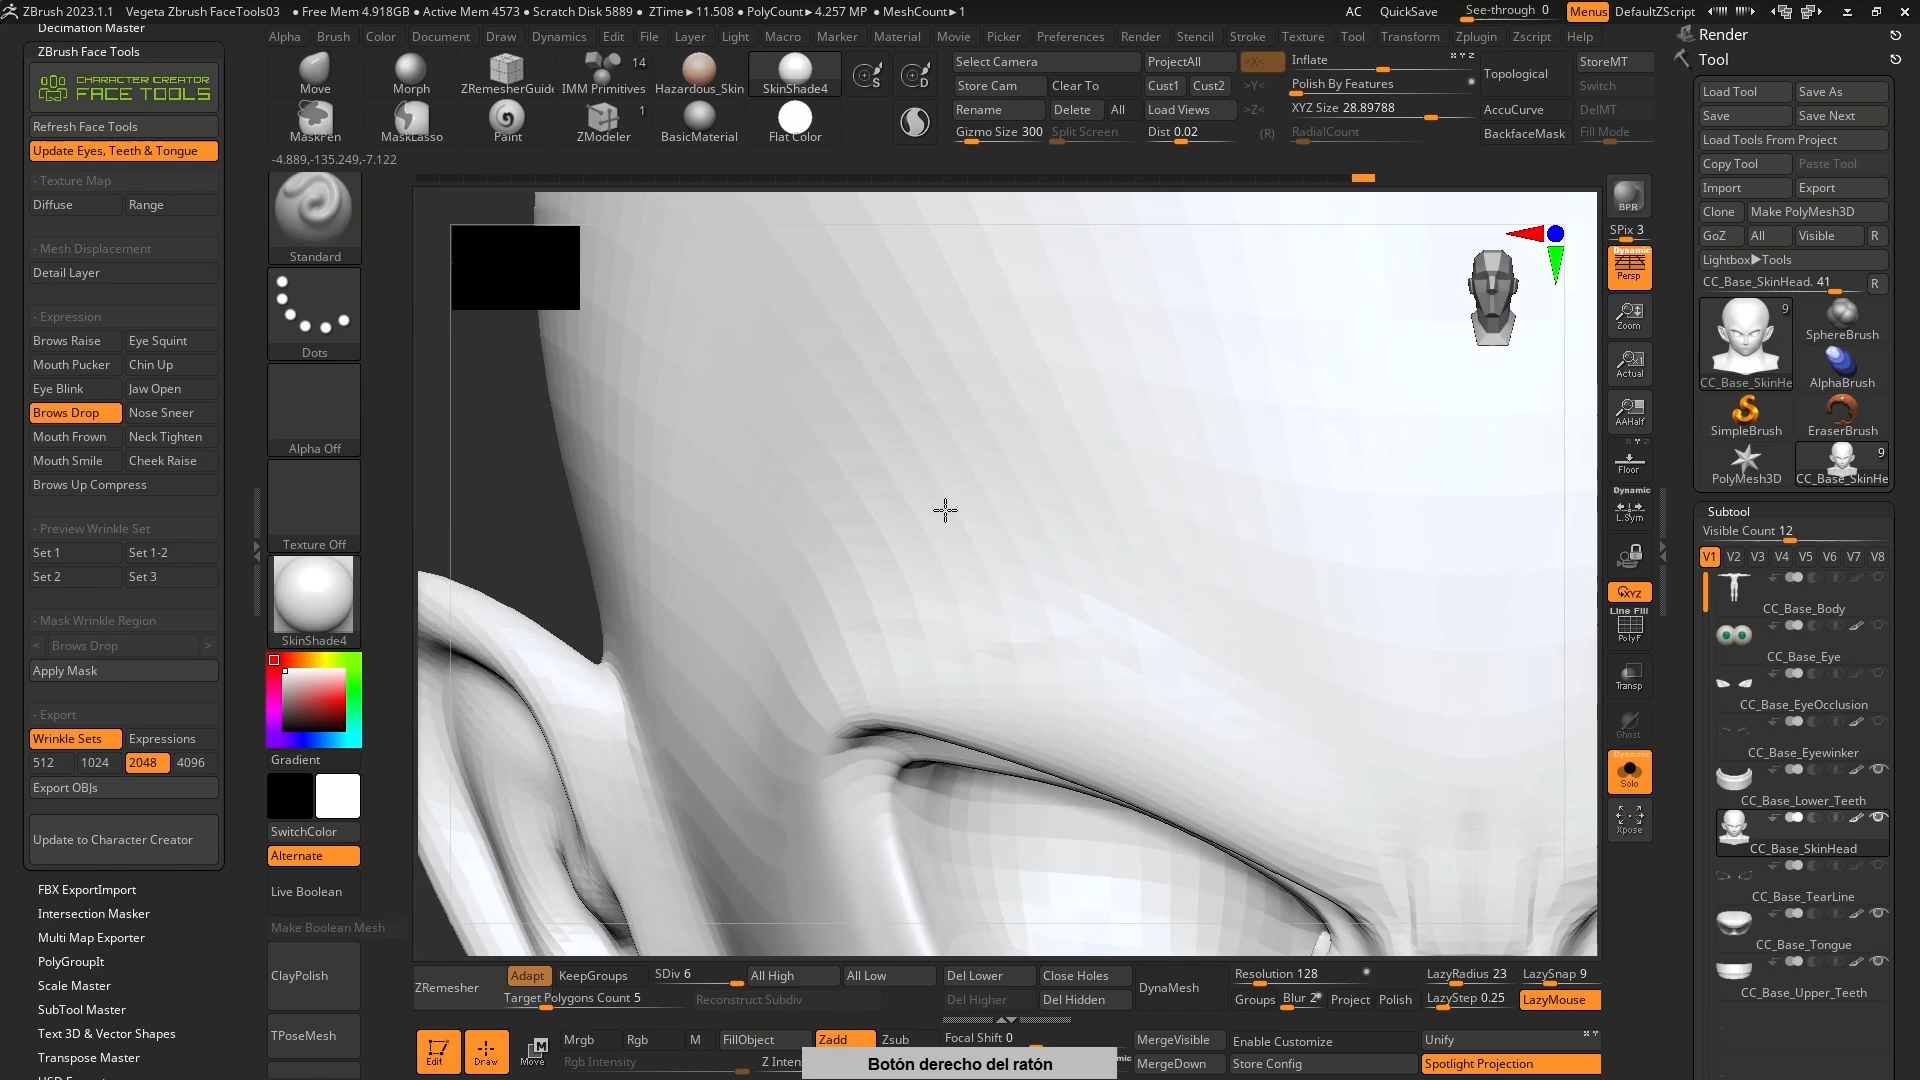 ZBrush 2023.1.1 Vegeta Zbrush FaceTools03 ● Free Mem 4.918GB ● Active Mem 4573 ● Scratch Disk 5889 ● ZTime►11.508 ● PolyCount►4.257 MP ● MeshCount►1 AC QuickSave See-through 0 Menus DefaultZScript
Decimation Master
ZBrush Face Tools
CHARACTER CREATOR
FACE TOOLS
Refresh Face Tools
Update Eyes, Teeth & Tongue
- Texture Map
Diffuse Range
- Mesh Displacement
Detail Layer
- Expression
Brows Raise Eye Squint
Mouth Pucker Chin Up
Eye Blink Jaw Open
Brows Drop Nose Sneer
Mouth Frown Neck Tighten
Mouth Smile Cheek Raise
Brows Up Compress
- Preview Wrinkle Set
Set 1 Set 1-2
Set 2 Set 3
- Mask Wrinkle Region
< Brows Drop >
Apply Mask
- Export
Wrinkle Sets Expressions
512 1024 2048 4096
Export OBJs
Update to Character Creator
FBX ExportImport
Intersection Masker
Multi Map Exporter
PolyGroupIt
Scale Master
SubTool Master
Text 3D & Vector Shapes
Transpose Master
Alpha Brush Color Document Draw Dynamics Edit File Layer Light Macro Marker Material Movie Picker Preferences Render Stencil Stroke Texture Tool Transform Zplugin Zscript Help
Move Morph ZRemesherGuide 14 IMM Primitives Hazardous_Skin SkinShade4 S D
MaskPen MaskLasso Paint 1 ZModeler BasicMaterial Flat Color
-4.889,-135.249,-7.122
Select Camera ProjectAll >X< Inflate StoreMT
Store Cam Clear To Cust1 Cust2 >Y< Polish By Features Topological Switch
Rename Delete All Load Views >Z< XYZ Size 28.89788 AccuCurve DelMT
Gizmo Size 300 Split Screen Dist 0.02 (R) RadialCount BackfaceMask Fill Mode
Standard
Dots
Alpha Off
Texture Off
SkinShade4
Gradient
SwitchColor
Alternate
Live Boolean
Make Boolean Mesh
ClayPolish
TPoseMesh
BPR
SPix 3
Dynamic
Persp
Zoom
Actual
AAHalf
Floor
Dynamic
L.Sym
XYZ
Line Fill
PolyF
Transp
Ghost
Dynamic
Solo
Xpose
Render
Tool
Load Tool Save As
Save Save Next
Load Tools From Project
Copy Tool Paste Tool
Import Export
Clone Make PolyMesh3D
GoZ All Visible R
Lightbox►Tools
CC_Base_SkinHead. 41 R
9 CC_Base_SkinHe SphereBrush
AlphaBrush
SimpleBrush EraserBrush
PolyMesh3D 9 CC_Base_SkinHe
Subtool
Visible Count 12
V1 V2 V3 V4 V5 V6 V7 V8
CC_Base_Body
CC_Base_Eye
CC_Base_EyeOcclusion
CC_Base_Eyewinker
CC_Base_Lower_Teeth
CC_Base_SkinHead
CC_Base_TearLine
CC_Base_Tongue
CC_Base_Upper_Teeth
ZRemesher Adapt KeepGroups SDiv 6 All High All Low Del Lower Close Holes DynaMesh Resolution 128 LazyRadius 23 LazySnap 9
Target Polygons Count 5 Reconstruct Subdiv Del Higher Del Hidden Groups Blur 2 Project Polish LazyStep 0.25 LazyMouse
Edit Draw Move Mrgb Rgb M FillObject Zadd Zsub Focal Shift 0 MergeVisible Enable Customize Unify
Rgb Intensity Z Inten MergeDown Store Config Spotlight Projection
Botón derecho del ratón